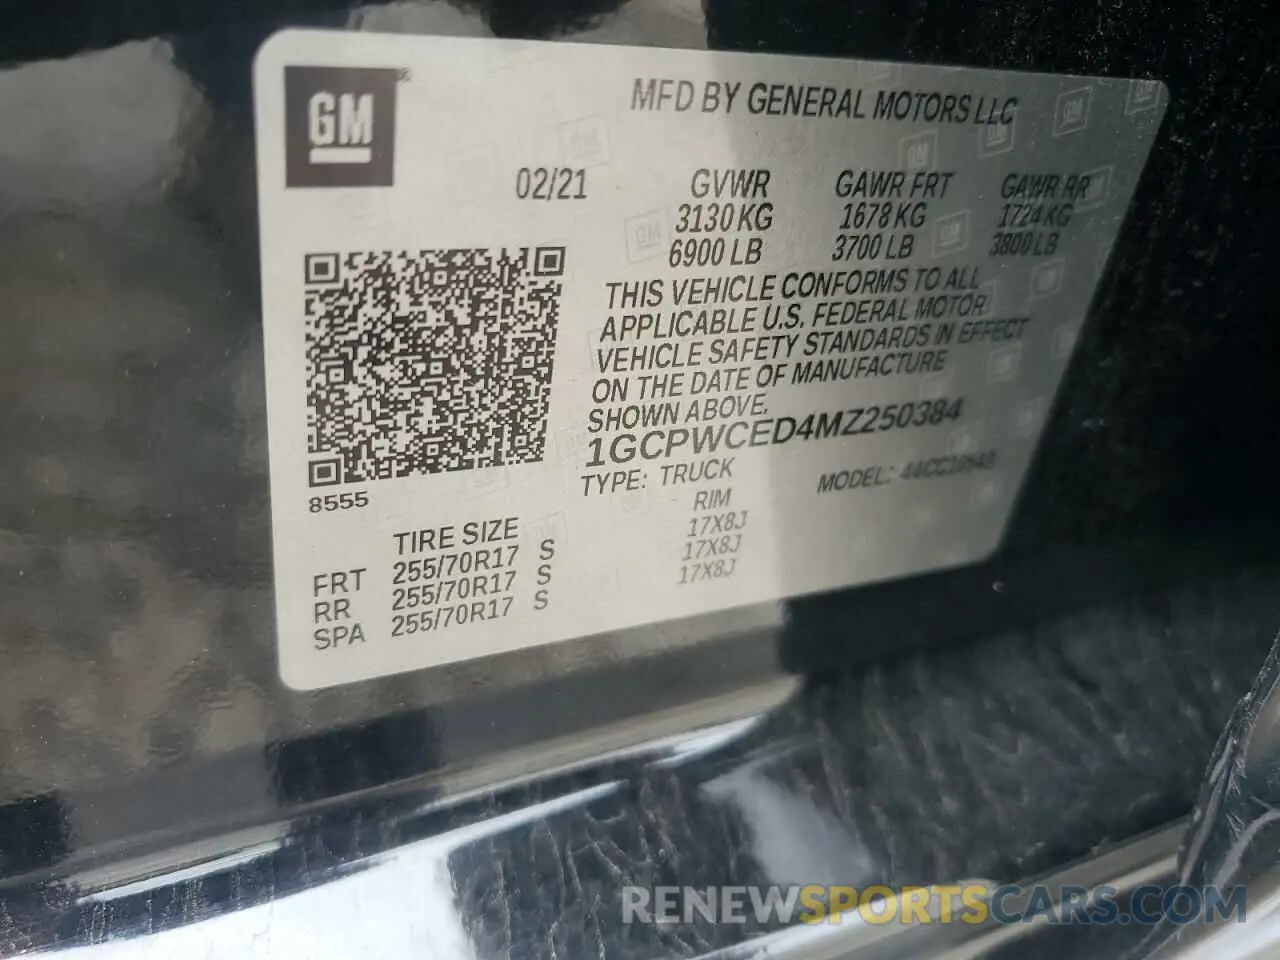 GM
MFD BY GENERAL MOTORS LLC
02/21 GVWR GAWR FRT GAWR RR
3130 KG 1678 KG 1724 KG
6900 LB 3700 LB 3800 LB
THIS VEHICLE CONFORMS TO ALL
APPLICABLE U.S. FEDERAL MOTOR
VEHICLE SAFETY STANDARDS IN EFFECT
ON THE DATE OF MANUFACTURE
SHOWN ABOVE.
1GCPWCED4MZ250384
TYPE: TRUCK MODEL:
8555
TIRE SIZE RIM
FRT 255/70R17 S 17X8J
RR 255/70R17 S 17X8J
SPA 255/70R17 S 17X8J
RENEWSPORTSCARS.COM